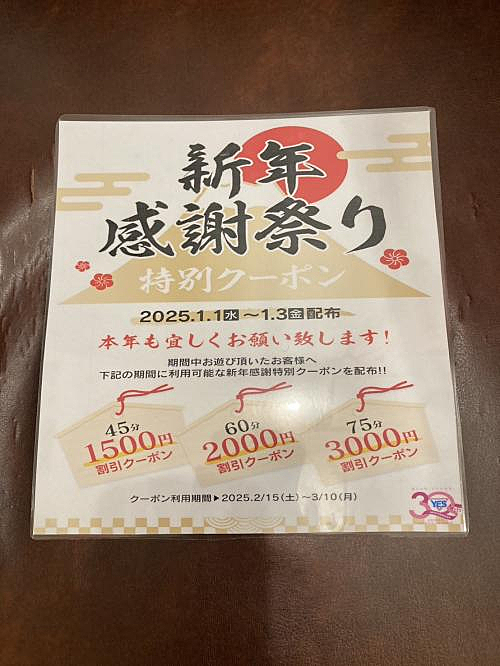 新年
感謝祭り
特別クーポン
2025.1.1水～1.3金配布
本年も宜しくお願い致します！
期間中お遊び頂いたお客様へ
下記の期間に利用可能な新年感謝特別クーポンを配布!!
45分 60分 75分
1500円 2000円 3000円
割引クーポン 割引クーポン 割引クーポン
クーポン利用期間▶2025.2/15(土)～3/10(月)
30
YES